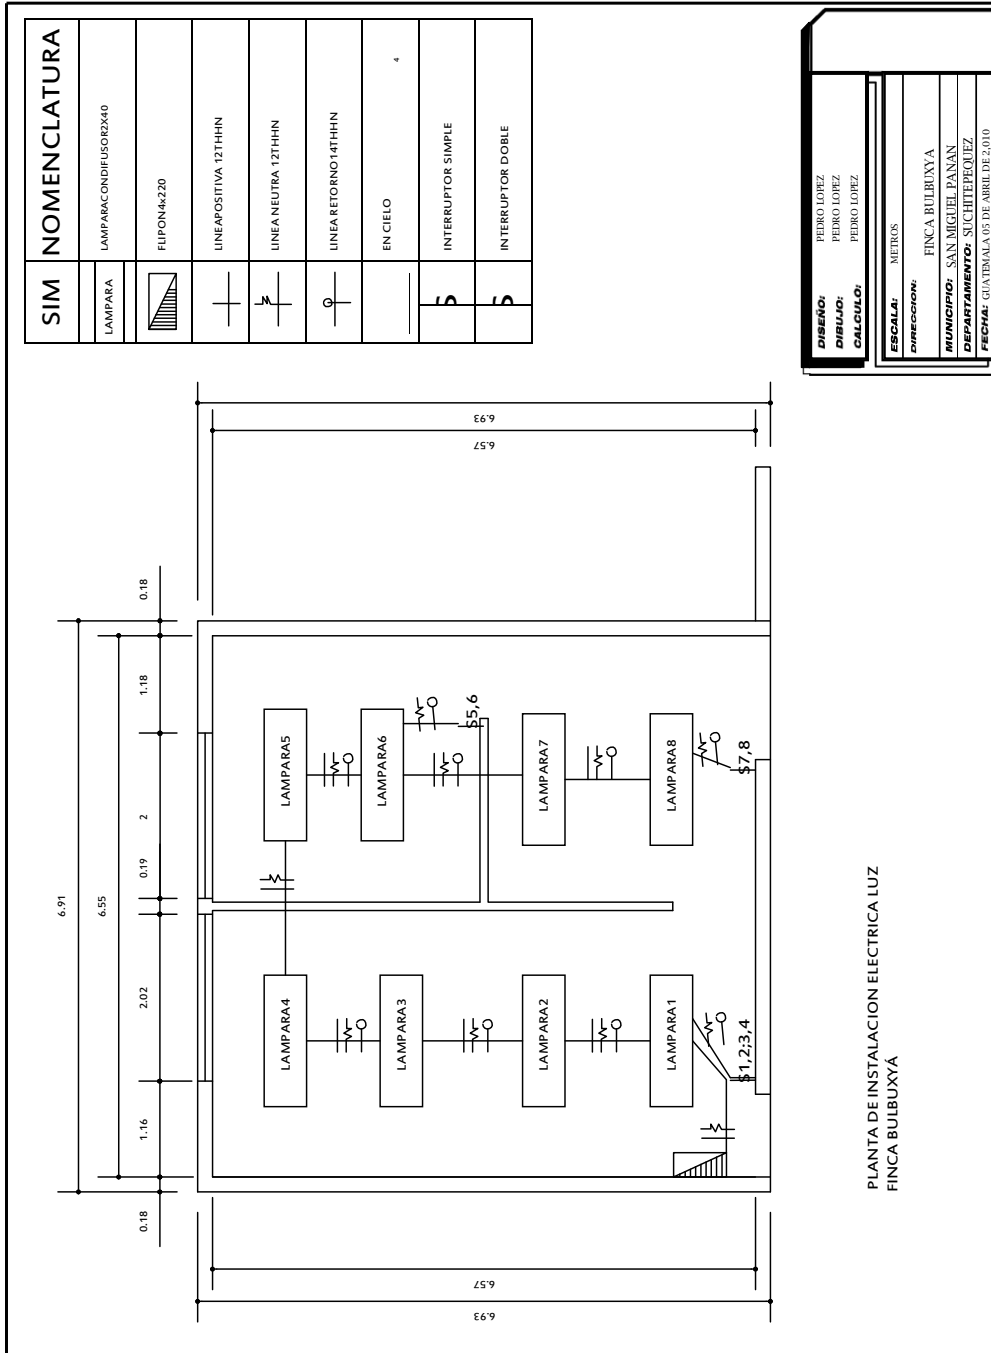 SIM NOMENCLATURA
LAMPARA LAMPARACONDIFUSOR2X40
FLIPON4x220
LINEAPOSITIVA 12THHN
LINEA NEUTRA 12THHN
LINEA RETORNO14THHN
EN CIELO 4
S INTERRUPTOR SIMPLE
S INTERRUPTOR DOBLE
DISEÑO: PEDRO LOPEZ
DIBUJO: PEDRO LOPEZ
CALCULO: PEDRO LOPEZ
ESCALA: METROS
DIRECCION:
FINCA BULBUXYA
MUNICIPIO: SAN MIGUEL PANAN
DEPARTAMENTO: SUCHITEPEQUEZ
FECHA: GUATEMALA 05 DE ABRIL DE 2,010
6.91
6.55
0.18
1.16
2.02
0.19
2
1.18
0.18
6.93
6.57
6.57
6.93
LAMPARA4
LAMPARA5
LAMPARA3
LAMPARA6
S5,6
LAMPARA2
LAMPARA7
LAMPARA1
LAMPARA8
S1,2;3,4
S7,8
PLANTA DE INSTALACION ELECTRICA LUZ
FINCA BULBUXYÁ